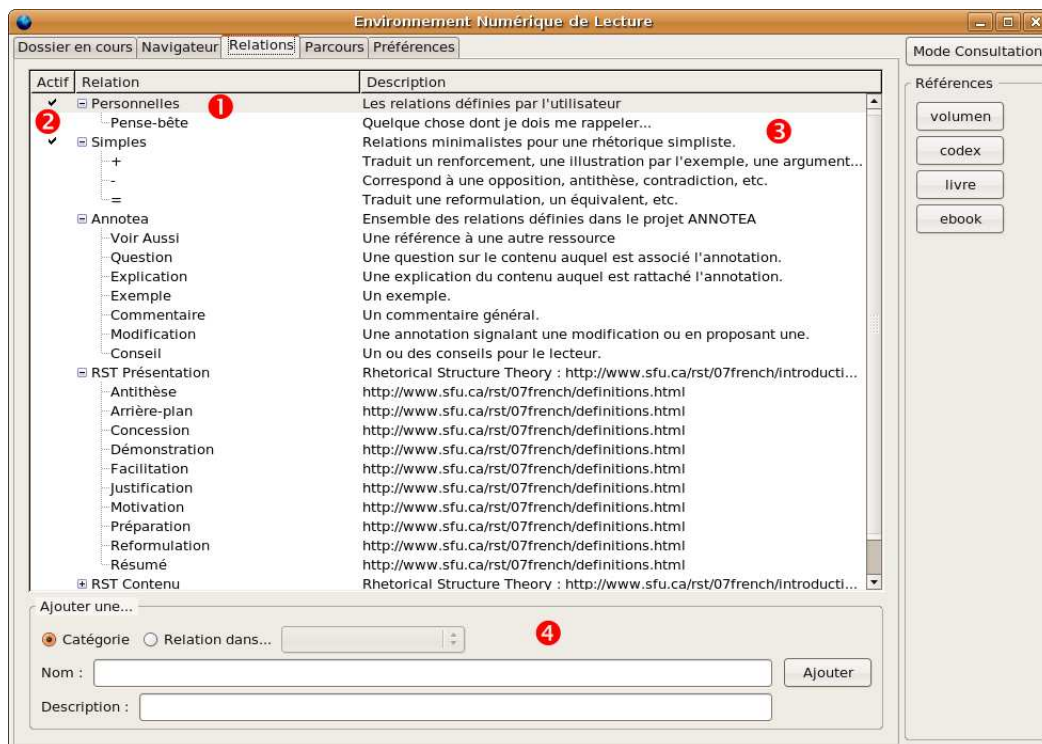 Environnement Numérique de Lecture
Dossier en cours Navigateur Relations Parcours Préférences
Mode Consultation
Actif Relation Description
Personnelles 1 Les relations définies par l'utilisateur
2 Pense-bête Quelque chose dont je dois me rappeler... 3
Simples Relations minimalistes pour une rhétorique simpliste.
+ Traduit un renforcement, une illustration par l'exemple, une argument...
- Correspond à une opposition, antithèse, contradiction, etc.
= Traduit une reformulation, un équivalent, etc.
Annotea Ensemble des relations définies dans le projet ANNOTEA
Voir Aussi Une référence à une autre ressource
Question Une question sur le contenu auquel est associé l'annotation.
Explication Une explication du contenu auquel est rattaché l'annotation.
Exemple Un exemple.
Commentaire Un commentaire général.
Modification Une annotation signalant une modification ou en proposant une.
Conseil Un ou des conseils pour le lecteur.
RST Présentation Rhetorical Structure Theory : http://www.sfu.ca/rst/07french/introducti...
Antithèse http://www.sfu.ca/rst/07french/definitions.html
Arrière-plan http://www.sfu.ca/rst/07french/definitions.html
Concession http://www.sfu.ca/rst/07french/definitions.html
Démonstration http://www.sfu.ca/rst/07french/definitions.html
Facilitation http://www.sfu.ca/rst/07french/definitions.html
Justification http://www.sfu.ca/rst/07french/definitions.html
Motivation http://www.sfu.ca/rst/07french/definitions.html
Préparation http://www.sfu.ca/rst/07french/definitions.html
Reformulation http://www.sfu.ca/rst/07french/definitions.html
Résumé http://www.sfu.ca/rst/07french/definitions.html
RST Contenu Rhetorical Structure Theory : http://www.sfu.ca/rst/07french/introducti...
Ajouter une...
Catégorie Relation dans... 4
Nom : Ajouter
Description :
Références
volumen
codex
livre
ebook